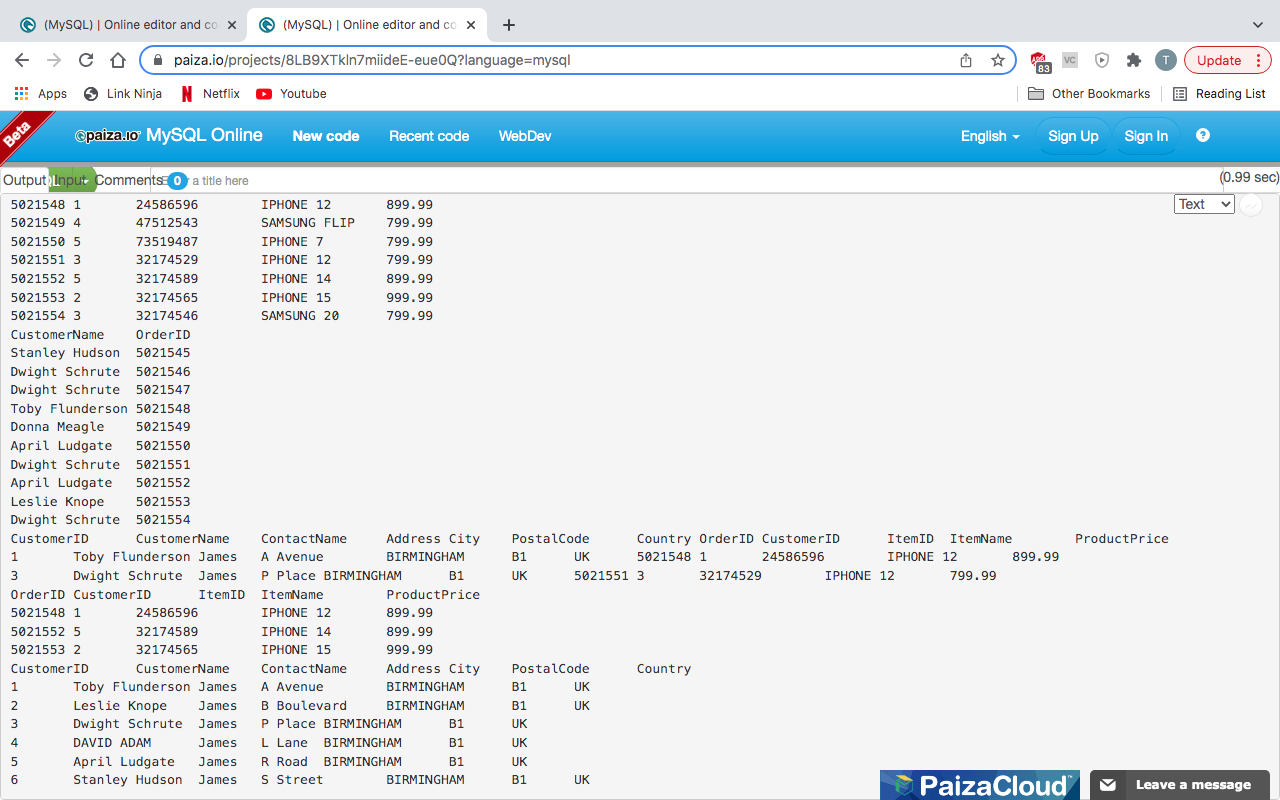 (MySQL) | Online editor and co
(MySQL) | Online editor and co
paiza.io/projects/8LB9XTkln7miideE-eue0Q?language=mysql
83
VC
T
Update
Apps
Link Ninja
Netflix
Youtube
Other Bookmarks
Reading List
Beta
paiza.io MySQL Online
New code
Recent code
WebDev
English
Sign Up
Sign In
Output Input Comments 0 a title here
(0.99 sec)
Text
5021548 1 24586596 IPHONE 12 899.99
5021549 4 47512543 SAMSUNG FLIP 799.99
5021550 5 73519487 IPHONE 7 799.99
5021551 3 32174529 IPHONE 12 799.99
5021552 5 32174589 IPHONE 14 899.99
5021553 2 32174565 IPHONE 15 999.99
5021554 3 32174546 SAMSUNG 20 799.99
CustomerName OrderID
Stanley Hudson 5021545
Dwight Schrute 5021546
Dwight Schrute 5021547
Toby Flunderson 5021548
Donna Meagle 5021549
April Ludgate 5021550
Dwight Schrute 5021551
April Ludgate 5021552
Leslie Knope 5021553
Dwight Schrute 5021554
CustomerID CustomerName ContactName Address City PostalCode Country OrderID CustomerID ItemID ItemName ProductPrice
1 Toby Flunderson James A Avenue BIRMINGHAM B1 UK 5021548 1 24586596 IPHONE 12 899.99
3 Dwight Schrute James P Place BIRMINGHAM B1 UK 5021551 3 32174529 IPHONE 12 799.99
OrderID CustomerID ItemID ItemName ProductPrice
5021548 1 24586596 IPHONE 12 899.99
5021552 5 32174589 IPHONE 14 899.99
5021553 2 32174565 IPHONE 15 999.99
CustomerID CustomerName ContactName Address City PostalCode Country
1 Toby Flunderson James A Avenue BIRMINGHAM B1 UK
2 Leslie Knope James B Boulevard BIRMINGHAM B1 UK
3 Dwight Schrute James P Place BIRMINGHAM B1 UK
4 DAVID ADAM James L Lane BIRMINGHAM B1 UK
5 April Ludgate James R Road BIRMINGHAM B1 UK
6 Stanley Hudson James S Street BIRMINGHAM B1 UK
PaizaCloud
Leave a message